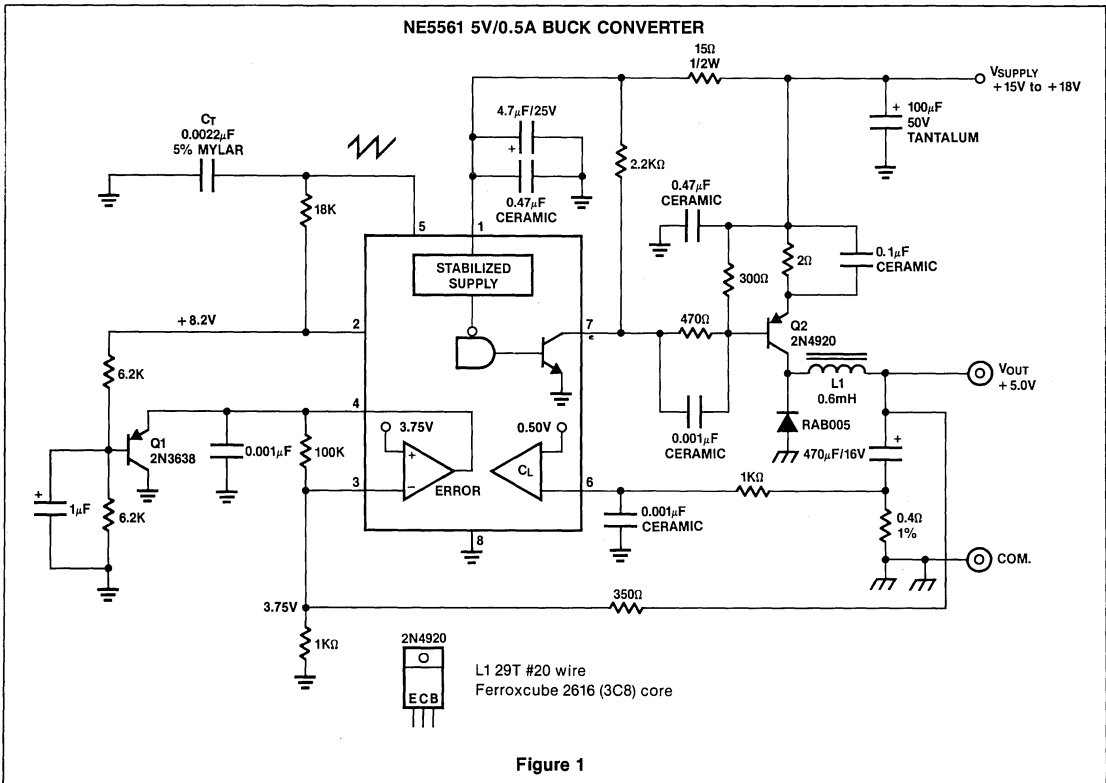 NE5561 5V/0.5A BUCK CONVERTER
15Ω
1/2W
VSUPPLY
+15V to +18V
4.7μF/25V
+
+ 100μF
50V
TANTALUM
CT
0.0022μF
5% MYLAR
2.2KΩ
0.47μF
CERAMIC
0.47μF
CERAMIC
18K
5
1
0.1μF
CERAMIC
STABILIZED
SUPPLY
300Ω
2Ω
+8.2V
2
7
470Ω
Q2
2N4920
VOUT
+5.0V
L1
0.6mH
6.2K
4
3.75V
0.50V
RAB005
Q1
2N3638
0.001μF
100K
+
−
ERROR
CL
0.001μF
CERAMIC
+
470μF/16V
3
6
1KΩ
+
1μF
6.2K
0.001μF
CERAMIC
0.4Ω
1%
8
COM.
3.75V
350Ω
1KΩ
2N4920
L1 29T #20 wire
Ferroxcube 2616 (3C8) core
ECB
Figure 1